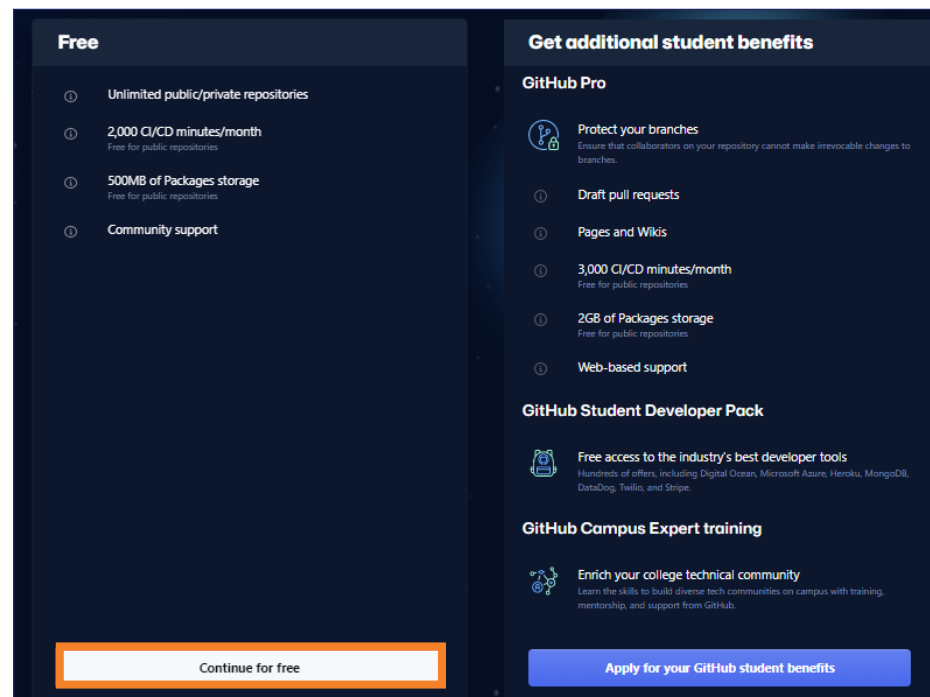 Free
Unlimited public/private repositories
2,000 CI/CD minutes/month
Free for public repositories
500MB of Packages storage
Free for public repositories
Community support
Continue for free
Get additional student benefits
GitHub Pro
Protect your branches
Ensure that collaborators on your repository cannot make irrevocable changes to
branches.
Draft pull requests
Pages and Wikis
3,000 CI/CD minutes/month
Free for public repositories
2GB of Packages storage
Free for public repositories
Web-based support
GitHub Student Developer Pack
Free access to the industry's best developer tools
Hundreds of offers, including Digital Ocean, Microsoft Azure, Heroku, MongoDB,
DataDog, Twilio, and Stripe.
GitHub Campus Expert training
Enrich your college technical community
Learn the skills to build diverse tech communities on campus with training,
mentorship, and support from GitHub.
Apply for your GitHub student benefits